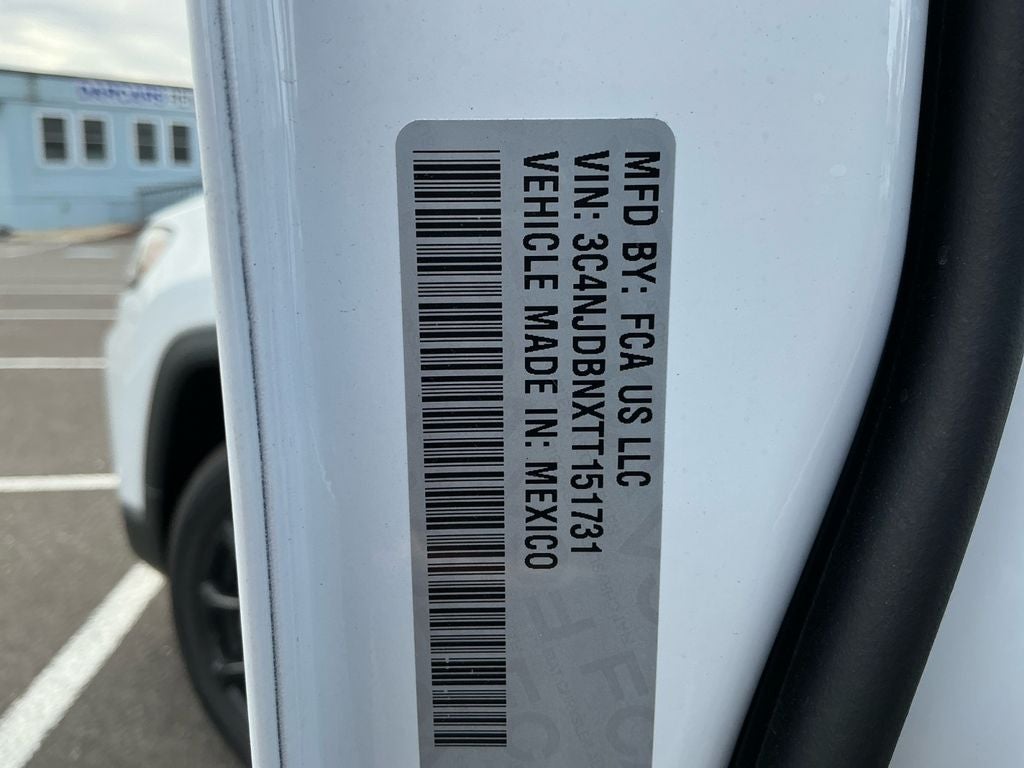 MFD BY: FCA US LLC
VIN: 3C4NJDBNXTT151731
VEHICLE MADE IN: MEXICO